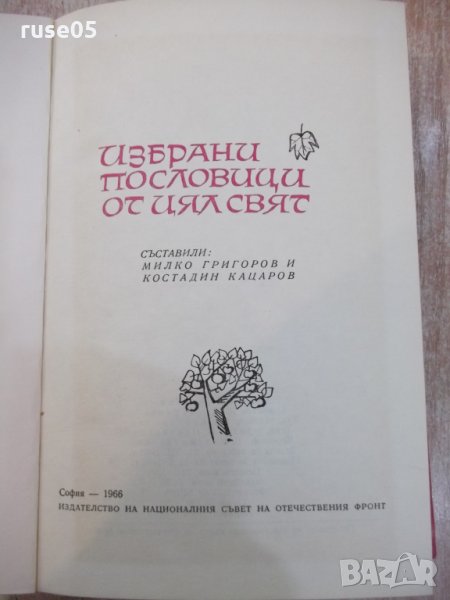 ruse05
ИЗБРАНИ
ПОСЛОВИЦИ
ОТ ЦЯЛ СВЯТ
СЪСТАВИЛИ:
МИЛКО ГРИГОРОВ И
КОСТАДИН КАЦАРОВ
София — 1966
ИЗДАТЕЛСТВО НА НАЦИОНАЛНИЯ СЪВЕТ НА ОТЕЧЕСТВЕНИЯ ФРОНТ
BAZAR